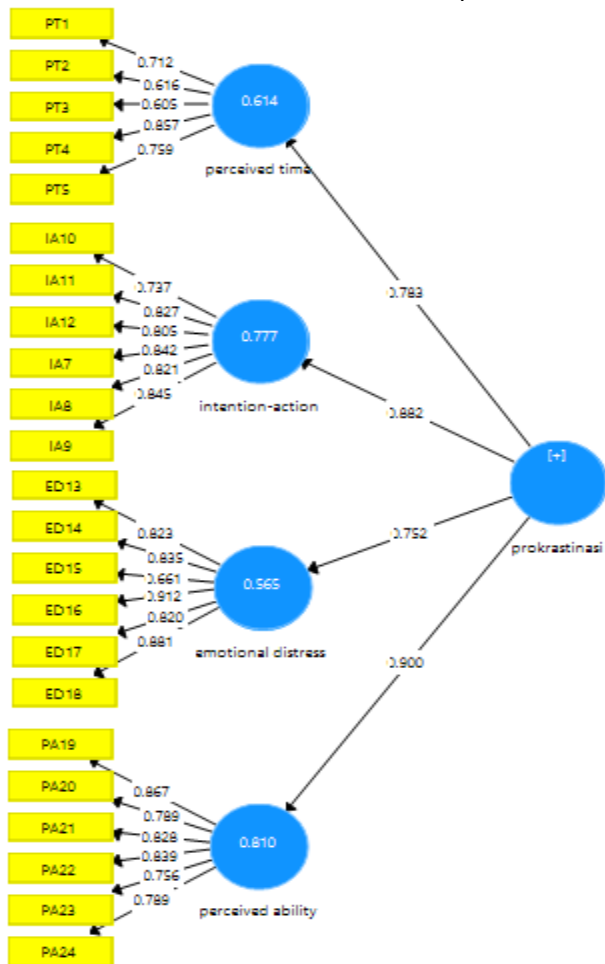 PT1
PT2
PT3
PT4
PT5
0.712
0.616
0.605
0.857
0.759
0.614
perceived time
IA10
IA11
IA12
IA7
IA8
IA9
0.737
0.827
0.805
0.842
0.821
0.845
0.777
intention-action
ED13
ED14
ED15
ED16
ED17
ED18
0.823
0.835
0.661
0.912
0.820
0.881
0.565
emotional distress
PA19
PA20
PA21
PA22
PA23
PA24
0.867
0.789
0.828
0.839
0.756
0.789
0.810
perceived ability
0.783
0.882
0.752
0.900
[+]
prokrastinasi